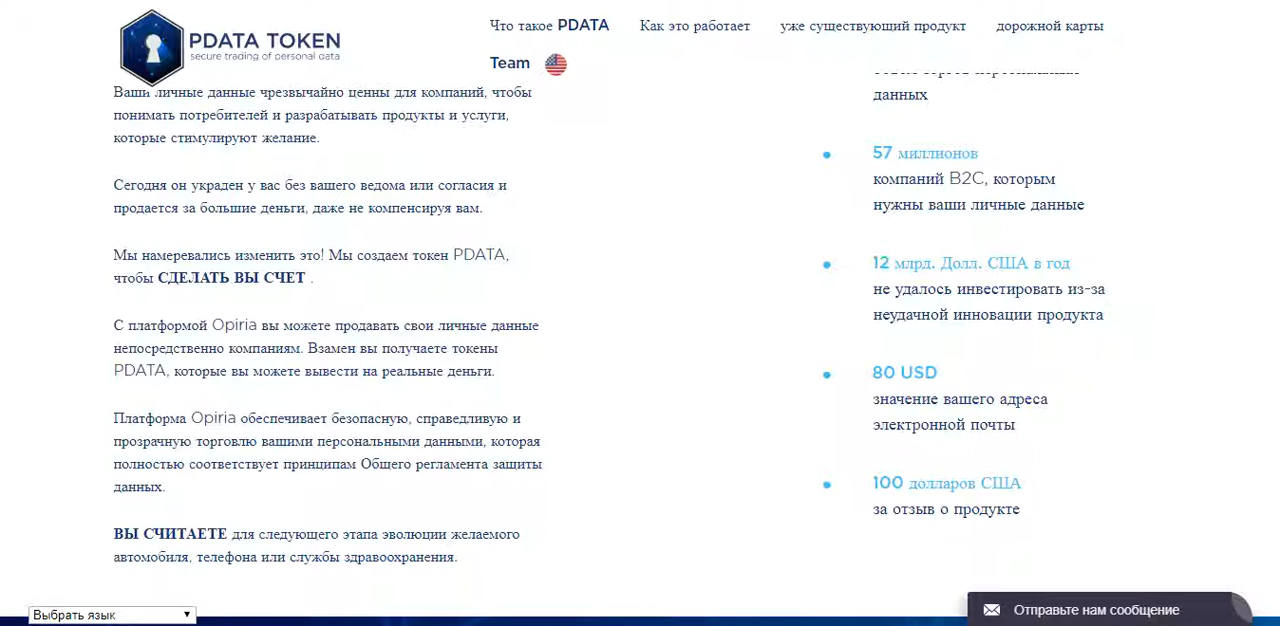 PDATA TOKEN
secure trading of personal data
Что такое PDATA
Как это работает
уже существующий продукт
дорожной карты
Team
Ваши личные данные чрезвычайно ценны для компаний, чтобы
понимать потребителей и разрабатывать продукты и услуги,
которые стимулируют желание.
Сегодня он украден у вас без вашего ведома или согласия и
продается за большие деньги, даже не компенсируя вам.
Мы намеревались изменить это! Мы создаем токен PDATA,
чтобы СДЕЛАТЬ ВЫ СЧЕТ .
С платформой Opiria вы можете продавать свои личные данные
непосредственно компаниям. Взамен вы получаете токены
PDATA, которые вы можете вывести на реальные деньги.
Платформа Opiria обеспечивает безопасную, справедливую и
прозрачную торговлю вашими персональными данными, которая
полностью соответствует принципам Общего регламента защиты
данных.
ВЫ СЧИТАЕТЕ для следующего этапа эволюции желаемого
автомобиля, телефона или службы здравоохранения.
данных
57 миллионов
компаний B2C, которым
нужны ваши личные данные
12 млрд. Долл. США в год
не удалось инвестировать из-за
неудачной инновации продукта
80 USD
значение вашего адреса
электронной почты
100 долларов США
за отзыв о продукте
Выбрать язык
Отправьте нам сообщение